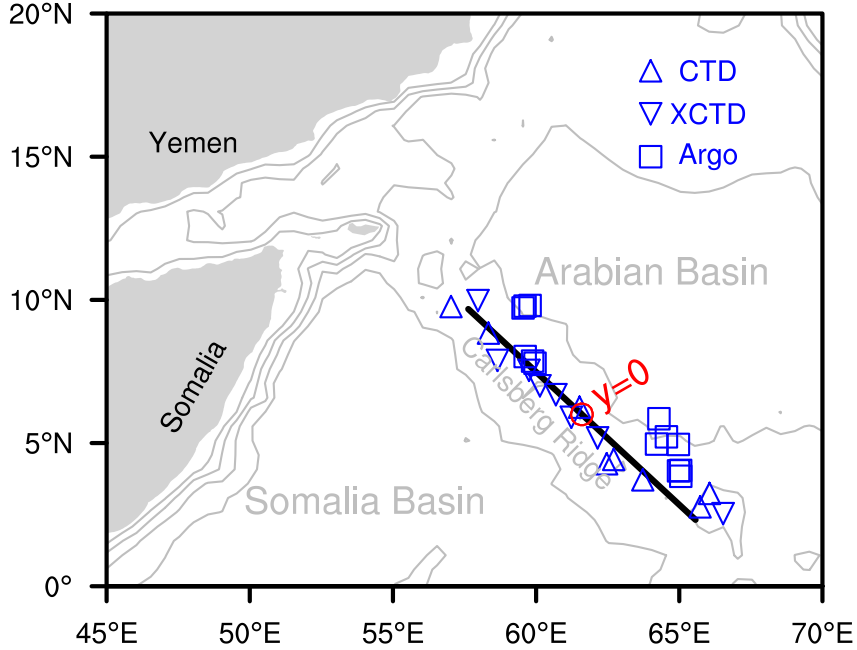 20°N
15°N
10°N
5°N
0°
45°E
50°E
55°E
60°E
65°E
70°E
CTD
XCTD
Argo
Yemen
Somalia
Arabian Basin
Carlsberg Ridge
y=0
Somalia Basin